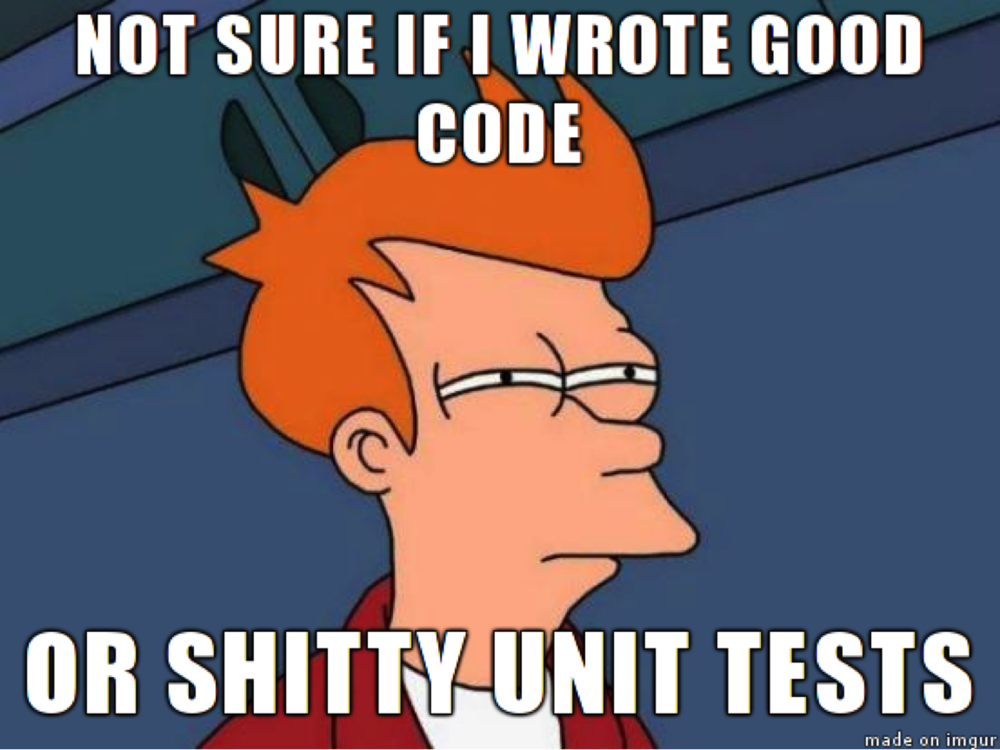 NOT SURE IF I WROTE GOOD
CODE
OR SHITTY UNIT TESTS
made on imgur